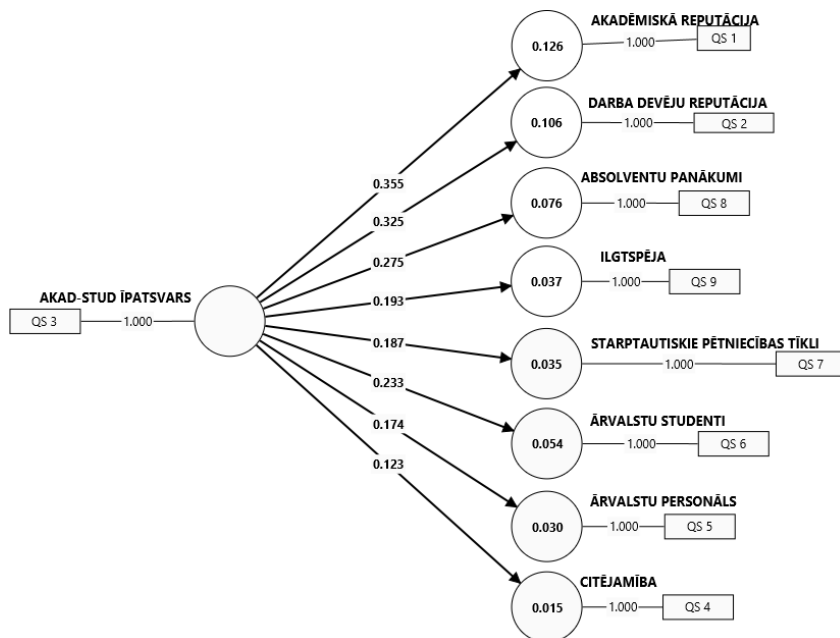 AKADĒMISKĀ REPUTĀCIJA
0.126
1.000
QS 1
DARBA DEVĒJU REPUTĀCIJA
0.106
1.000
QS 2
0.355
ABSOLVENTU PANĀKUMI
0.076
1.000
QS 8
0.325
0.275
ILGTSPĒJA
0.037
1.000
QS 9
0.193
AKAD-STUD ĪPATSVARS
QS 3
1.000
0.187
STARPTAUTISKIE PĒTNIECĪBAS TĪKLI
0.035
1.000
QS 7
0.233
ĀRVALSTU STUDENTI
0.054
1.000
QS 6
0.174
0.123
ĀRVALSTU PERSONĀLS
0.030
1.000
QS 5
CITĒJAMĪBA
0.015
1.000
QS 4